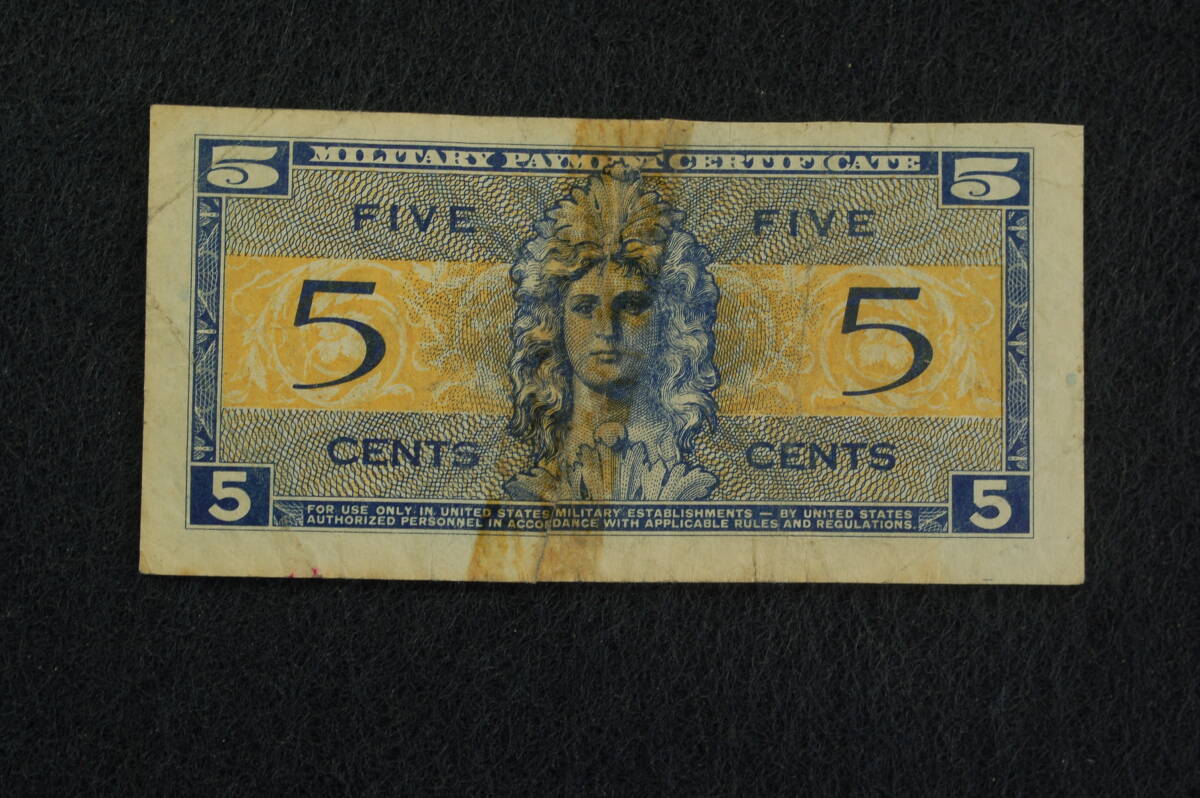 5 MILITARY PAYMENT CERTIFICATE 5
FIVE FIVE
5 5
CENTS CENTS
5 5
FOR USE ONLY IN UNITED STATES MILITARY ESTABLISHMENTS — BY UNITED STATES
AUTHORIZED PERSONNEL IN ACCORDANCE WITH APPLICABLE RULES AND REGULATIONS.